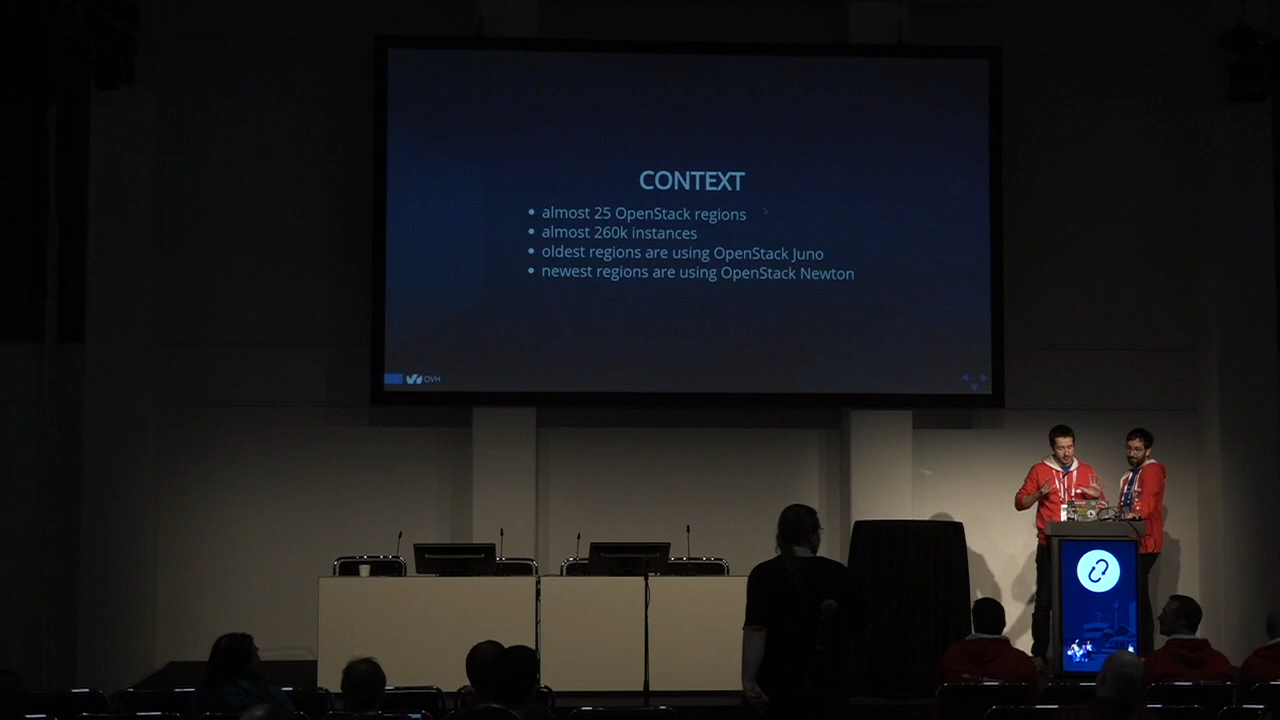 CONTEXT
• almost 25 OpenStack regions
• almost 260k instances
• oldest regions are using OpenStack Juno
• newest regions are using OpenStack Newton
OVH